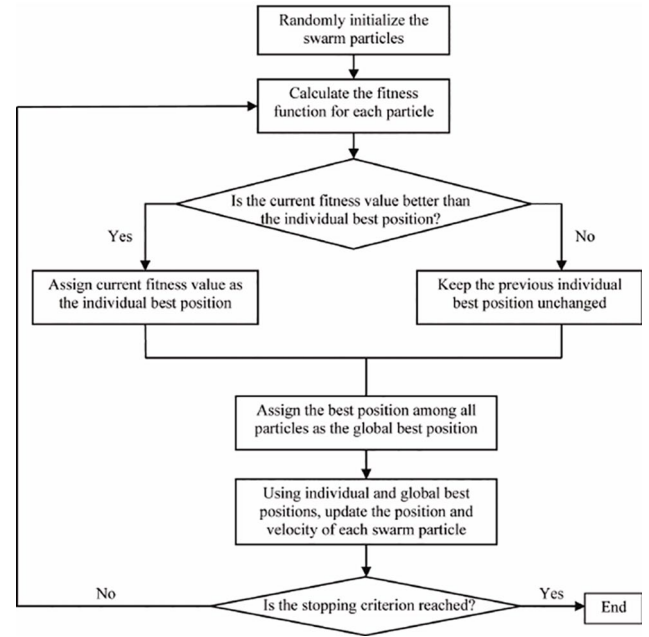 Randomly initialize the
swarm particles
Calculate the fitness
function for each particle
Is the current fitness value better than
the individual best position?
Yes
No
Assign current fitness value as
the individual best position
Keep the previous individual
best position unchanged
Assign the best position among all
particles as the global best position
Using individual and global best
positions, update the position and
velocity of each swarm particle
No
Is the stopping criterion reached?
Yes
End